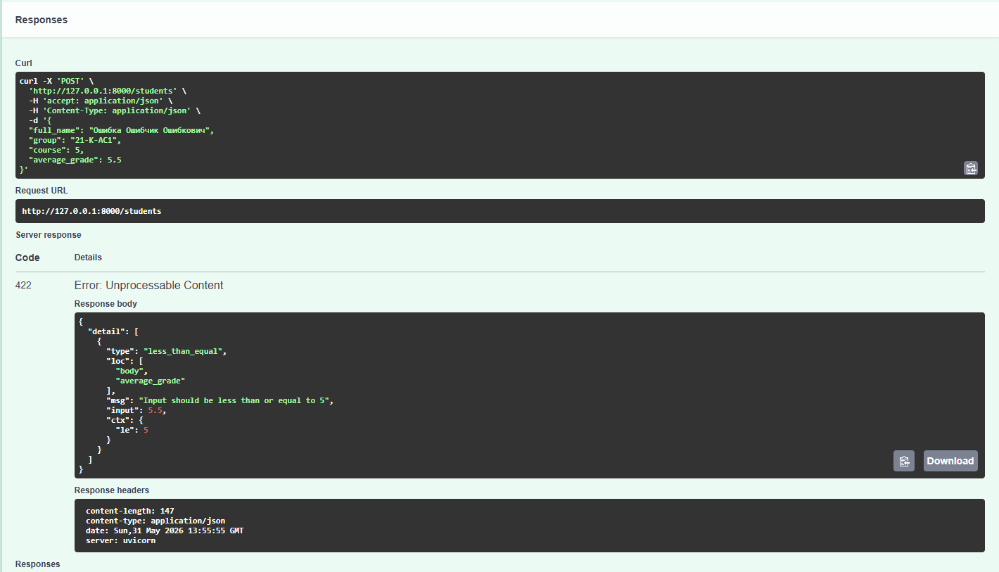 Responses
Curl
curl -X 'POST' \
  'http://127.0.0.1:8000/students' \
  -H 'accept: application/json' \
  -H 'Content-Type: application/json' \
  -d '{
  "full_name": "Ошибка Ошибчик Ошибкович",
  "group": "21-К-АС1",
  "course": 5,
  "average_grade": 5.5
}'
Request URL
http://127.0.0.1:8000/students
Server response
Code Details
422 Error: Unprocessable Content
Response body
{
  "detail": [
    {
      "type": "less_than_equal",
      "loc": [
        "body",
        "average_grade"
      ],
      "msg": "Input should be less than or equal to 5",
      "input": 5.5,
      "ctx": {
        "le": 5
      }
    }
  ]
}
Download
Response headers
content-length: 147
content-type: application/json
date: Sun,31 May 2026 13:55:55 GMT
server: uvicorn
Responses